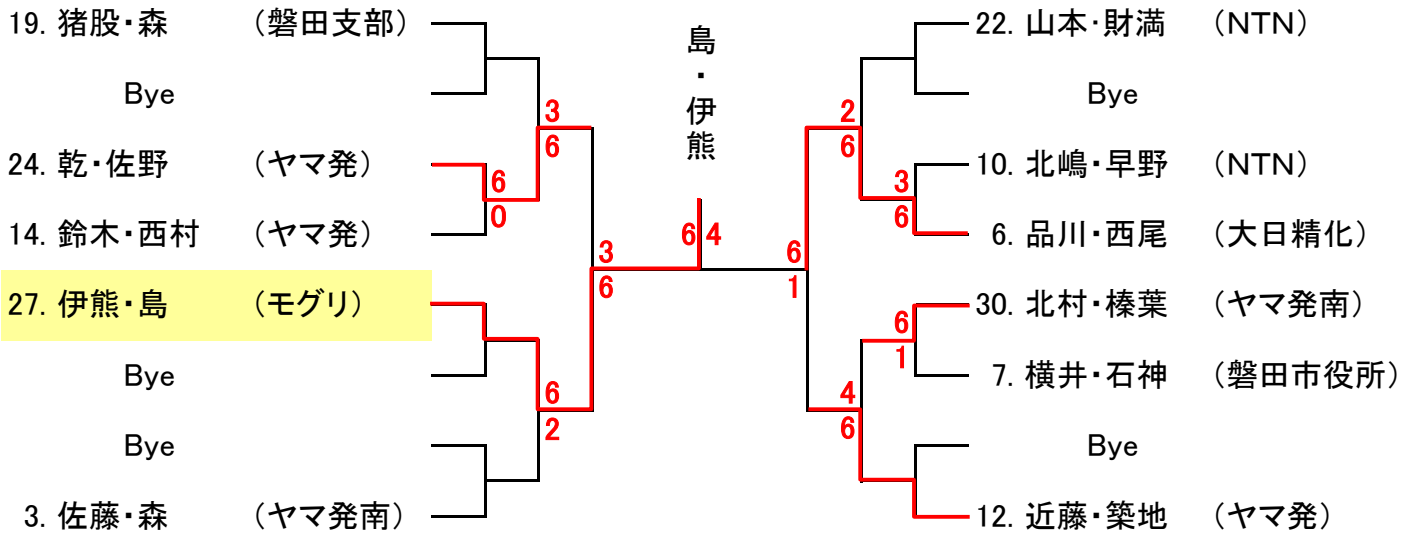 19. 猪股・森 (磐田支部)
Bye
24. 乾・佐野 (ヤマ発)
14. 鈴木・西村 (ヤマ発)
27. 伊熊・島 (モグリ)
Bye
Bye
3. 佐藤・森 (ヤマ発南)
3
6
6
0
3
6
6
2
島・伊熊
6 4
2
6
3
6
6
1
6
1
4
6
22. 山本・財満 (NTN)
Bye
10. 北嶋・早野 (NTN)
6. 品川・西尾 (大日精化)
30. 北村・榛葉 (ヤマ発南)
7. 横井・石神 (磐田市役所)
Bye
12. 近藤・築地 (ヤマ発)